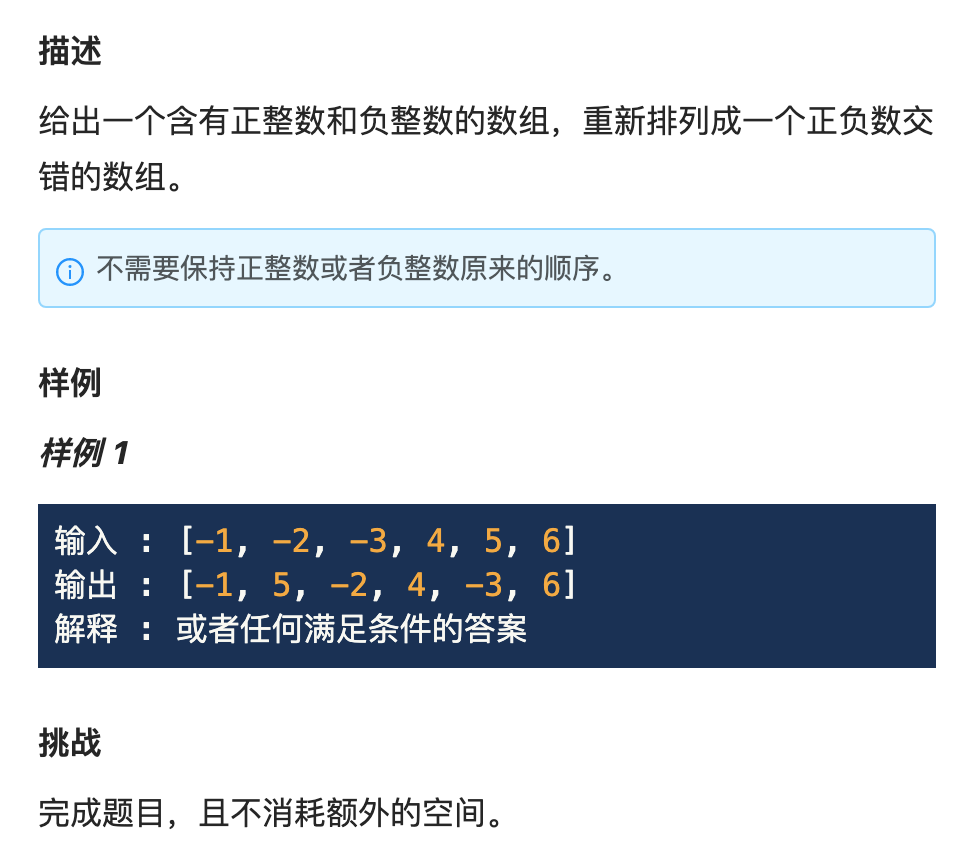 描述
给出一个含有正整数和负整数的数组，重新排列成一个正负数交
错的数组。
不需要保持正整数或者负整数原来的顺序。
样例
样例 1
输入 : [-1, -2, -3, 4, 5, 6]
输出 : [-1, 5, -2, 4, -3, 6]
解释 : 或者任何满足条件的答案
挑战
完成题目，且不消耗额外的空间。